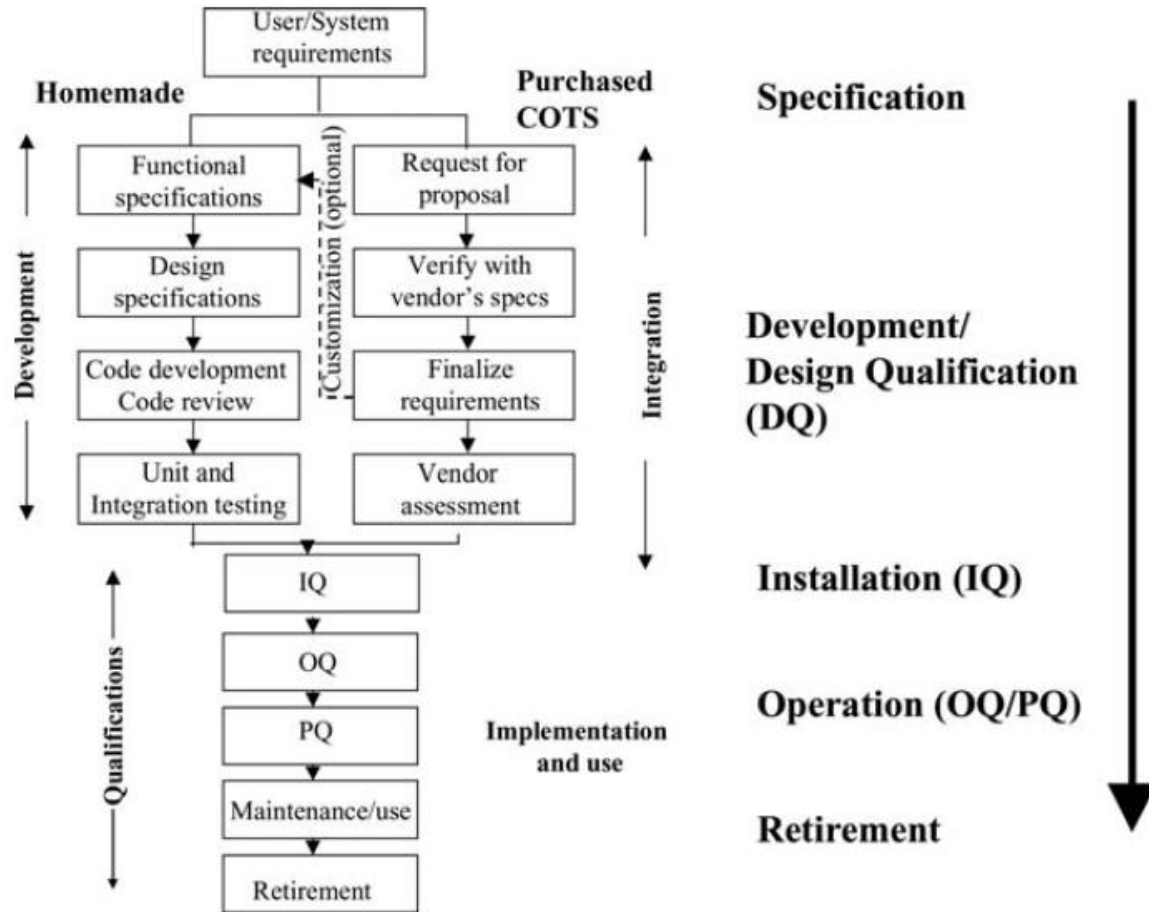 User/System
requirements
Homemade
Purchased
COTS
Specification
Functional
specifications
Customization (optional)
Request for
proposal
Development
Design
specifications
Verify with
vendor's specs
Integration
Development/
Design Qualification
(DQ)
Code development
Code review
Finalize
requirements
Unit and
Integration testing
Vendor
assessment
IQ
Installation (IQ)
Qualifications
OQ
PQ
Implementation
and use
Operation (OQ/PQ)
Maintenance/use
Retirement
Retirement